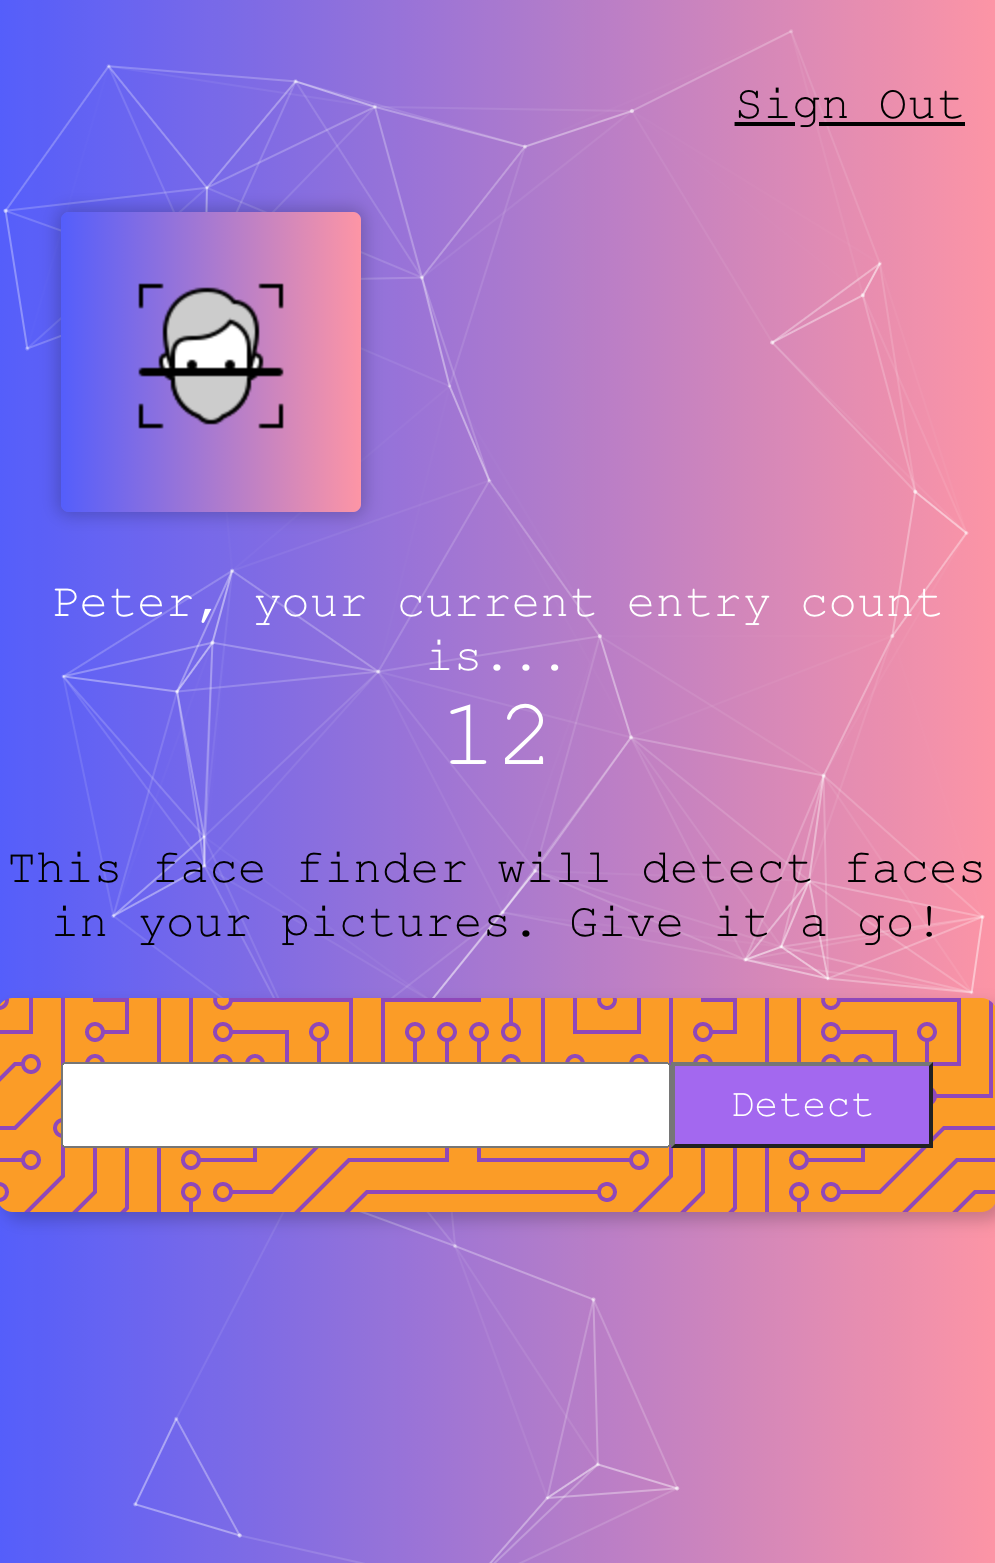 Sign Out
Peter, your current entry count
is...
12
This face finder will detect faces
in your pictures. Give it a go!
Detect